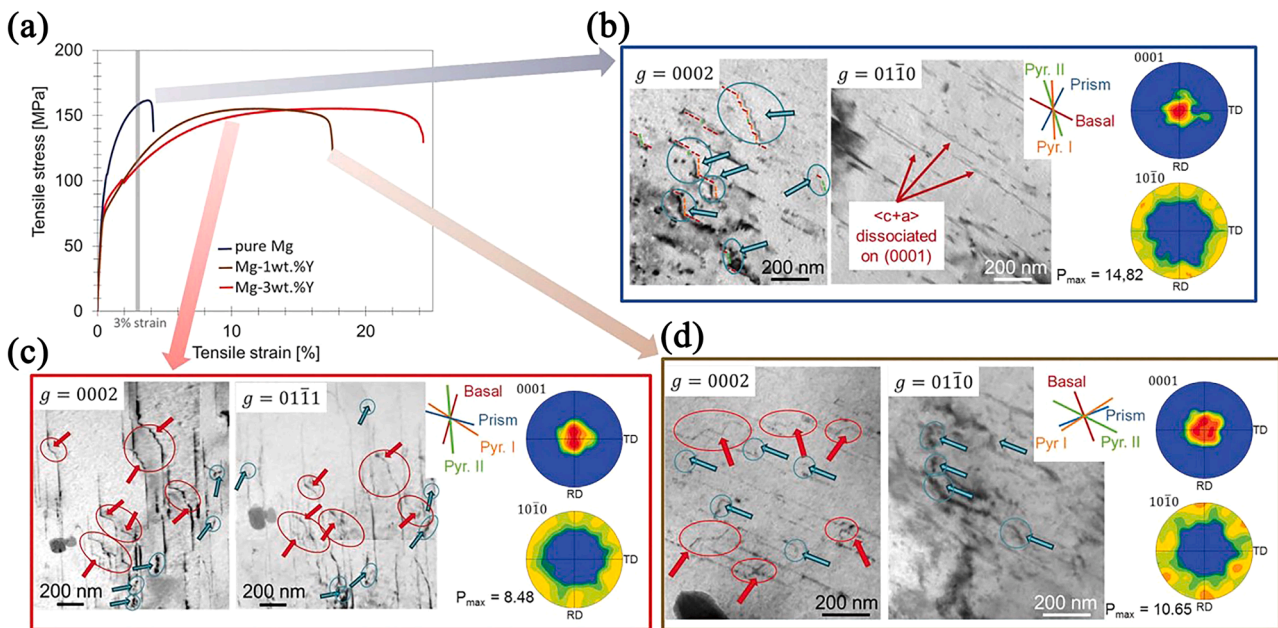 (a)
200
150
100
50
0
Tensile stress [MPa]
pure Mg
Mg-1wt.%Y
Mg-3wt.%Y
3% strain
0
10
20
Tensile strain [%]
(b)
g = 0002
200 nm
g = 011̄0
<c+a>
dissociated
on (0001)
200 nm
Pyr. II
Prism
Basal
Pyr. I
0001
TD
RD
101̄0
TD
RD
Pmax = 14,82
(c)
g = 0002
200 nm
g = 011̄1
200 nm
Basal
Prism
Pyr. I
Pyr. II
0001
TD
RD
101̄0
TD
RD
Pmax = 8.48
(d)
g = 0002
200 nm
g = 011̄0
200 nm
Basal
Prism
Pyr I
Pyr. II
0001
TD
RD
101̄0
TD
RD
Pmax = 10.65